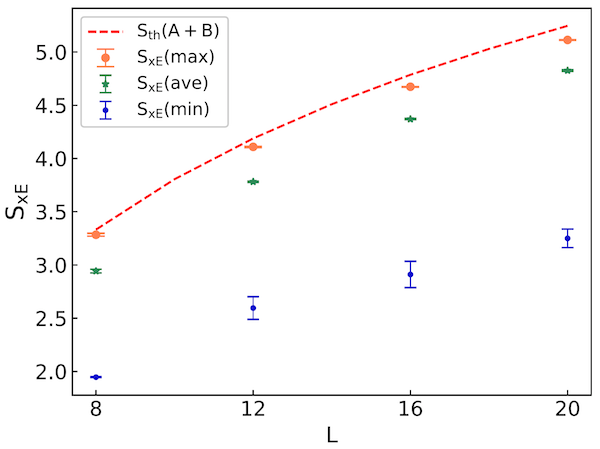 S_th(A + B)
S_xE(max)
S_xE(ave)
S_xE(min)
S_xE
5.0
4.5
4.0
3.5
3.0
2.5
2.0
8 12 16 20
L